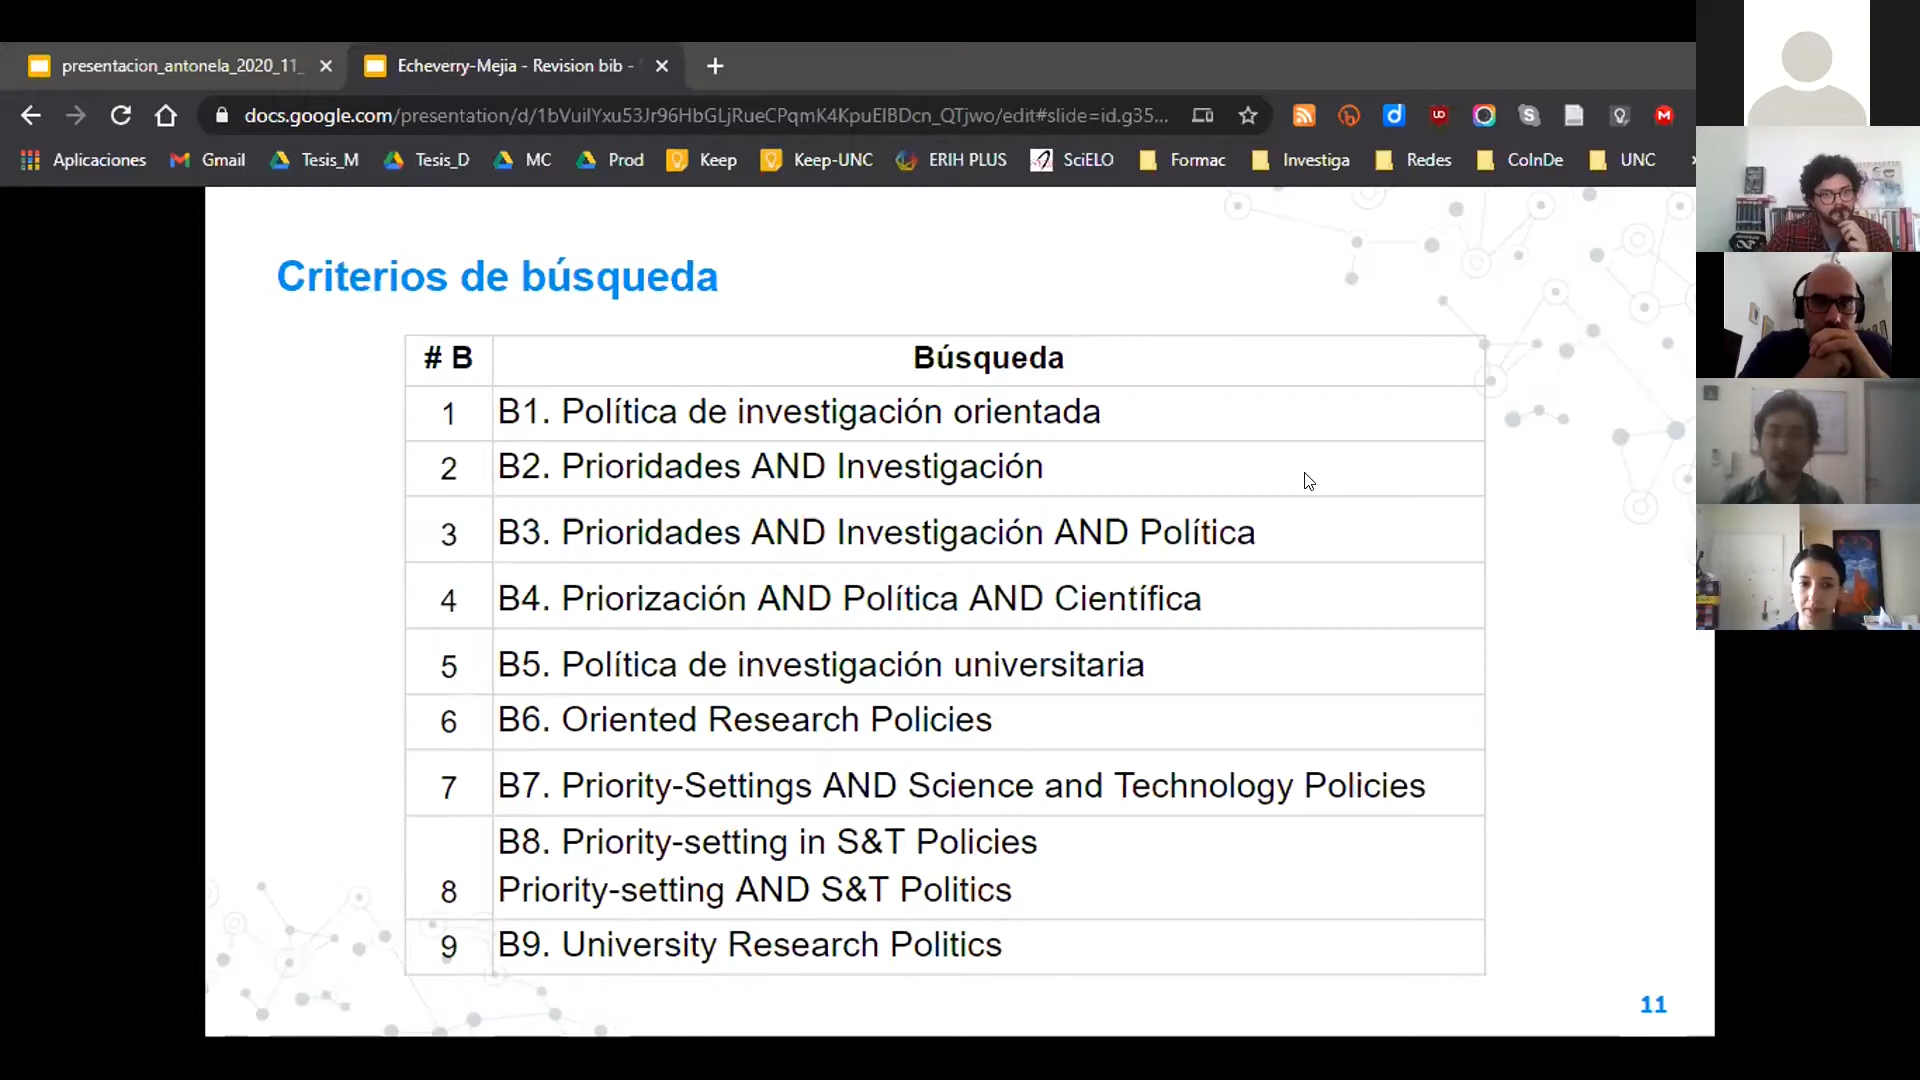 presentacion_antonela_2020_11_
Echeverry-Mejia - Revision bib -
docs.google.com/presentation/d/1bVuilYxu53Jr96HbGLjRueCPqmK4KpuElBDcn_QTjwo/edit#slide=id.g35...
Aplicaciones Gmail Tesis_M Tesis_D MC Prod Keep Keep-UNC ERIH PLUS SciELO Formac Investiga Redes CoInDe UNC
Criterios de búsqueda
# B Búsqueda
1 B1. Política de investigación orientada
2 B2. Prioridades AND Investigación
3 B3. Prioridades AND Investigación AND Política
4 B4. Priorización AND Política AND Científica
5 B5. Política de investigación universitaria
6 B6. Oriented Research Policies
7 B7. Priority-Settings AND Science and Technology Policies
B8. Priority-setting in S&T Policies
8 Priority-setting AND S&T Politics
9 B9. University Research Politics
11